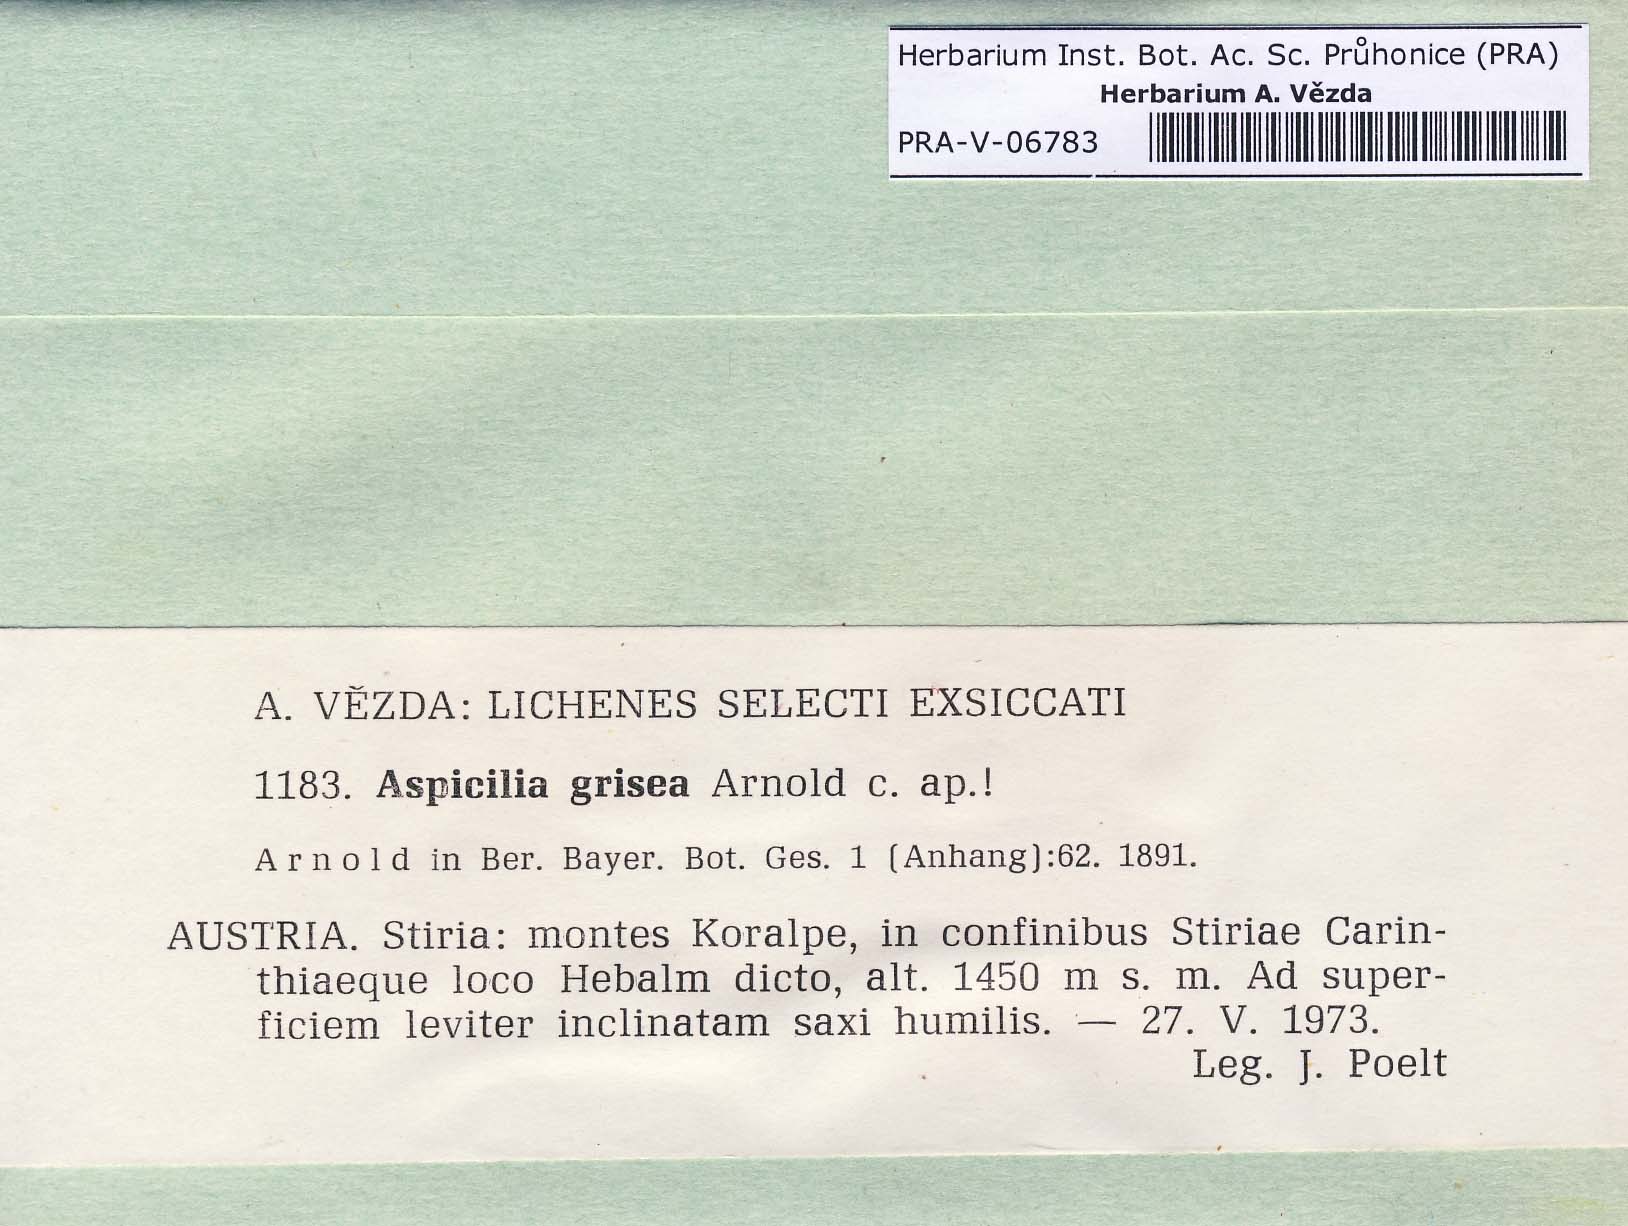 Herbarium Inst. Bot. Ac. Sc. Průhonice (PRA)
Herbarium A. Vězda
PRA-V-06783
A. VĚZDA: LICHENES SELECTI EXSICCATI
1183. Aspicilia grisea Arnold c. ap.!
Arnold in Ber. Bayer. Bot. Ges. 1 (Anhang):62. 1891.
AUSTRIA. Stiria: montes Koralpe, in confinibus Stiriae Carin-
thiaeque loco Hebalm dicto, alt. 1450 m s. m. Ad super-
ficiem leviter inclinatam saxi humilis. — 27. V. 1973.
Leg. J. Poelt